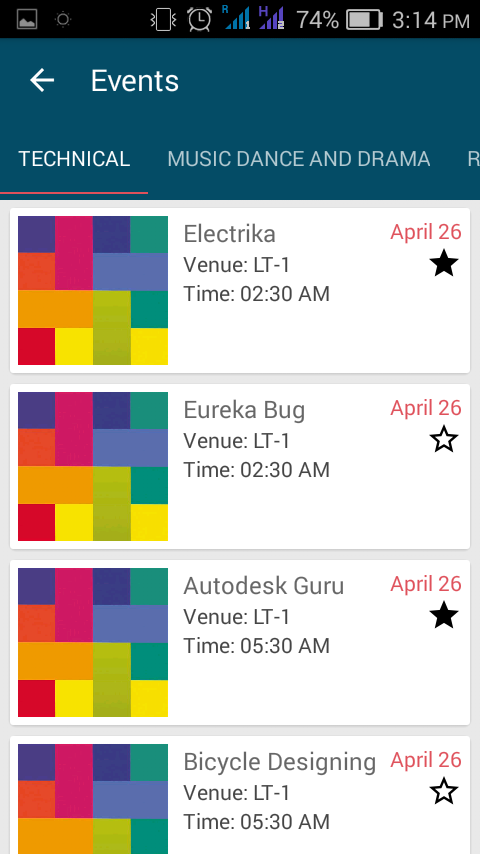 R 1 H 2 74% 3:14 PM
Events
TECHNICAL MUSIC DANCE AND DRAMA R
Electrika April 26
Venue: LT-1
Time: 02:30 AM
Eureka Bug April 26
Venue: LT-1
Time: 02:30 AM
Autodesk Guru April 26
Venue: LT-1
Time: 05:30 AM
Bicycle Designing April 26
Venue: LT-1
Time: 05:30 AM